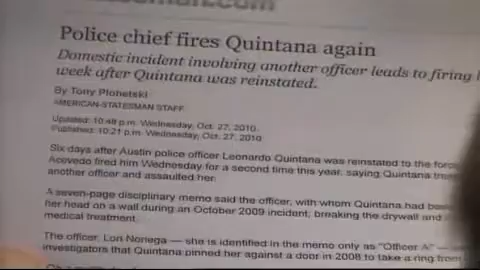 Police chief fires Quintana again
Domestic incident involving another officer leads to firing
week after Quintana was reinstated.
By Tony Plohetski
AMERICAN-STATESMAN STAFF
Updated: 10:48 p.m. Wednesday, Oct. 27, 2010
Published: 10:21 p.m. Wednesday, Oct. 27, 2010
Six days after Austin police officer Leonardo Quintana was reinstated to the force
Acevedo fired him Wednesday for a second time this year, saying Quintana
another officer and assaulted her.
A seven-page disciplinary memo said the officer, with whom Quintana had
her head on a wall during an October 2009 incident, breaking the drywall and
medical treatment.
The officer, Lori Noriega — she is identified in the memo only as "Officer A" —
investigators that Quintana pinned her against a door in 2008 to take a ring from